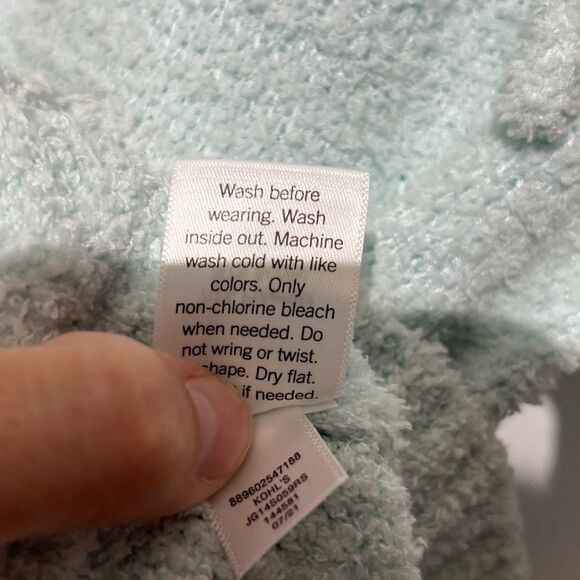 Wash before
wearing. Wash
inside out. Machine
wash cold with like
colors. Only
non-chlorine bleach
when needed. Do
not wring or twist.
Dry flat.
if needed.
889602547188
KOHL'S
JG14S059RS
144581
07/21